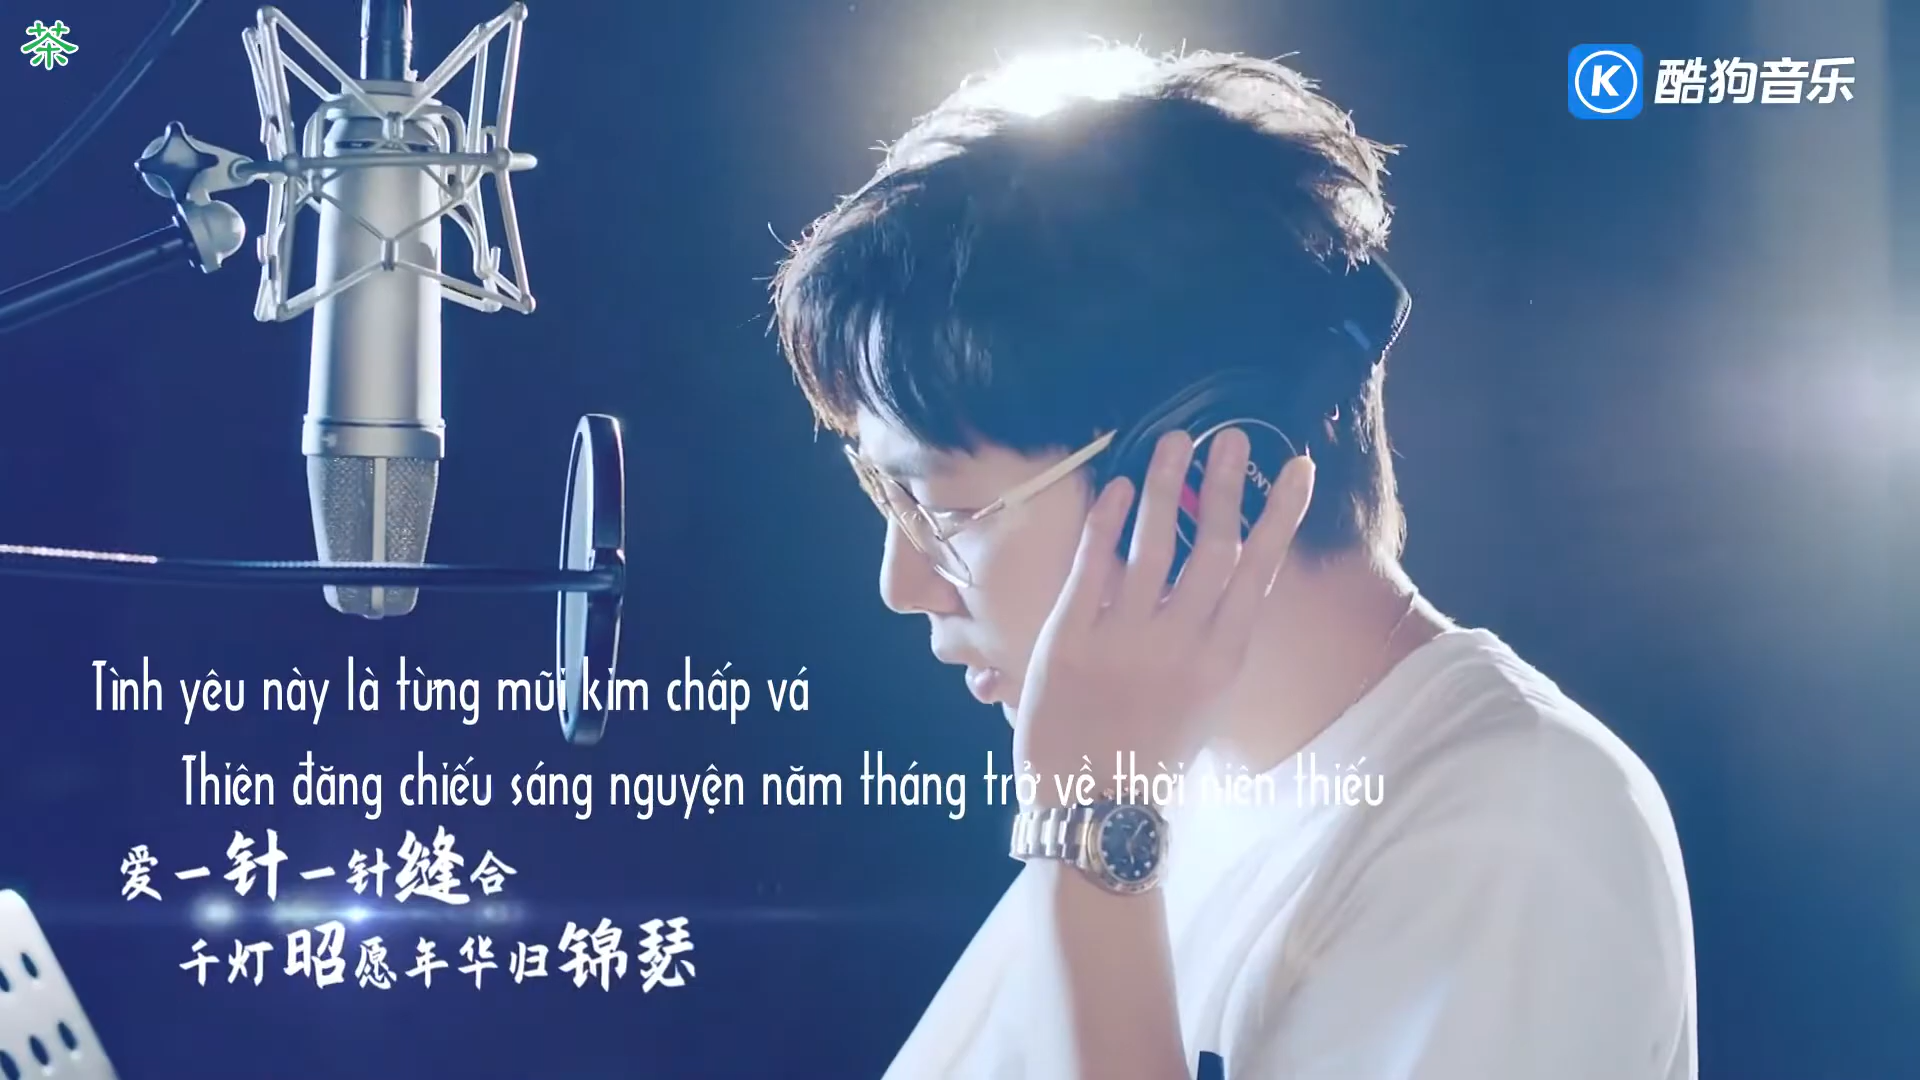 茶
K 酷狗音乐
Tình yêu này là từng mũi kim chấp vá
Thiên đăng chiếu sáng nguyện năm tháng trở về thời niên thiếu
爱一针一针缝合
千灯昭愿年华归锦瑟